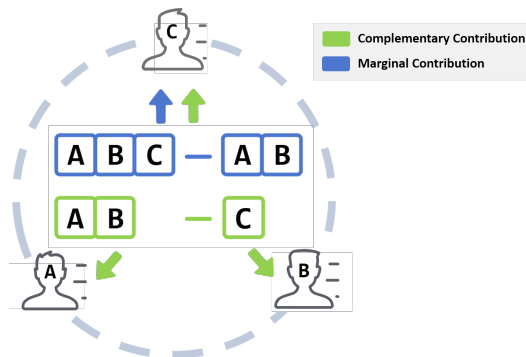 C
Complementary Contribution
Marginal Contribution
A B C — A B
A B — C
A
B